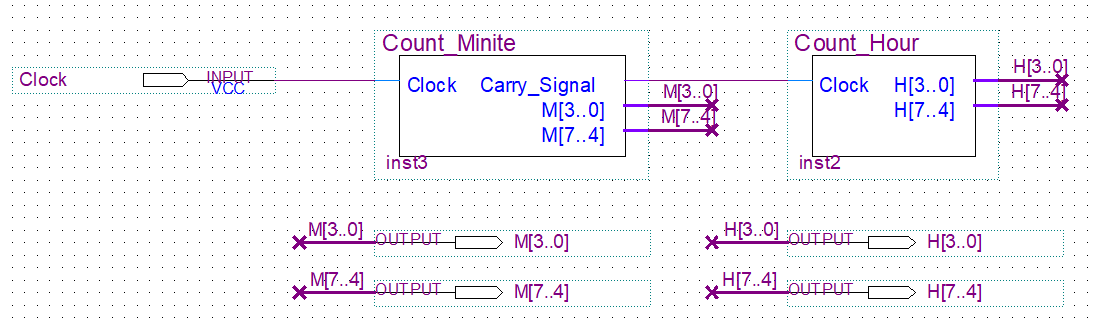 Count_Minite
Count_Hour
Clock
INPUT
VCC
Clock
Carry_Signal
M[3..0]
M[7..4]
M[3..0]
M[7..4]
inst3
Clock
H[3..0]
H[7..4]
H[3..0]
H[7..4]
inst2
M[3..0]
OUTPUT
M[3..0]
H[3..0]
OUTPUT
H[3..0]
M[7..4]
OUTPUT
M[7..4]
H[7..4]
OUTPUT
H[7..4]